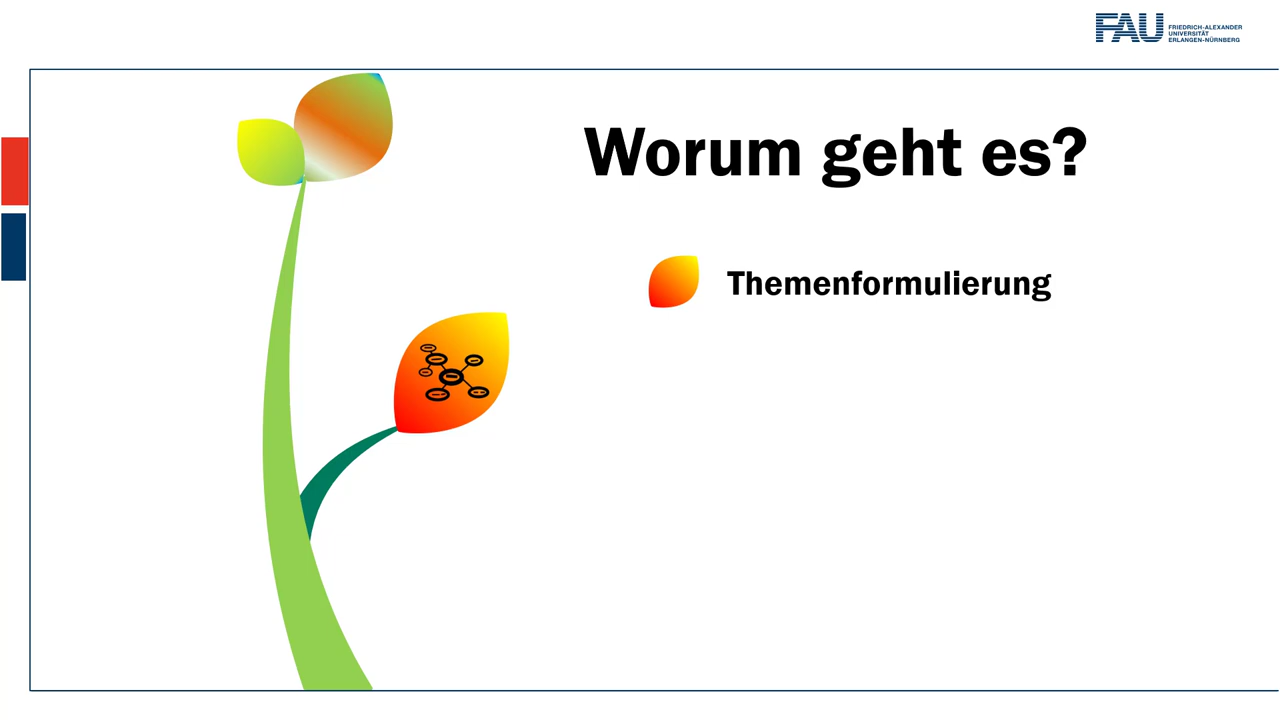 FAU
FRIEDRICH-ALEXANDER
UNIVERSITÄT
ERLANGEN-NÜRNBERG
Worum geht es?
Themenformulierung